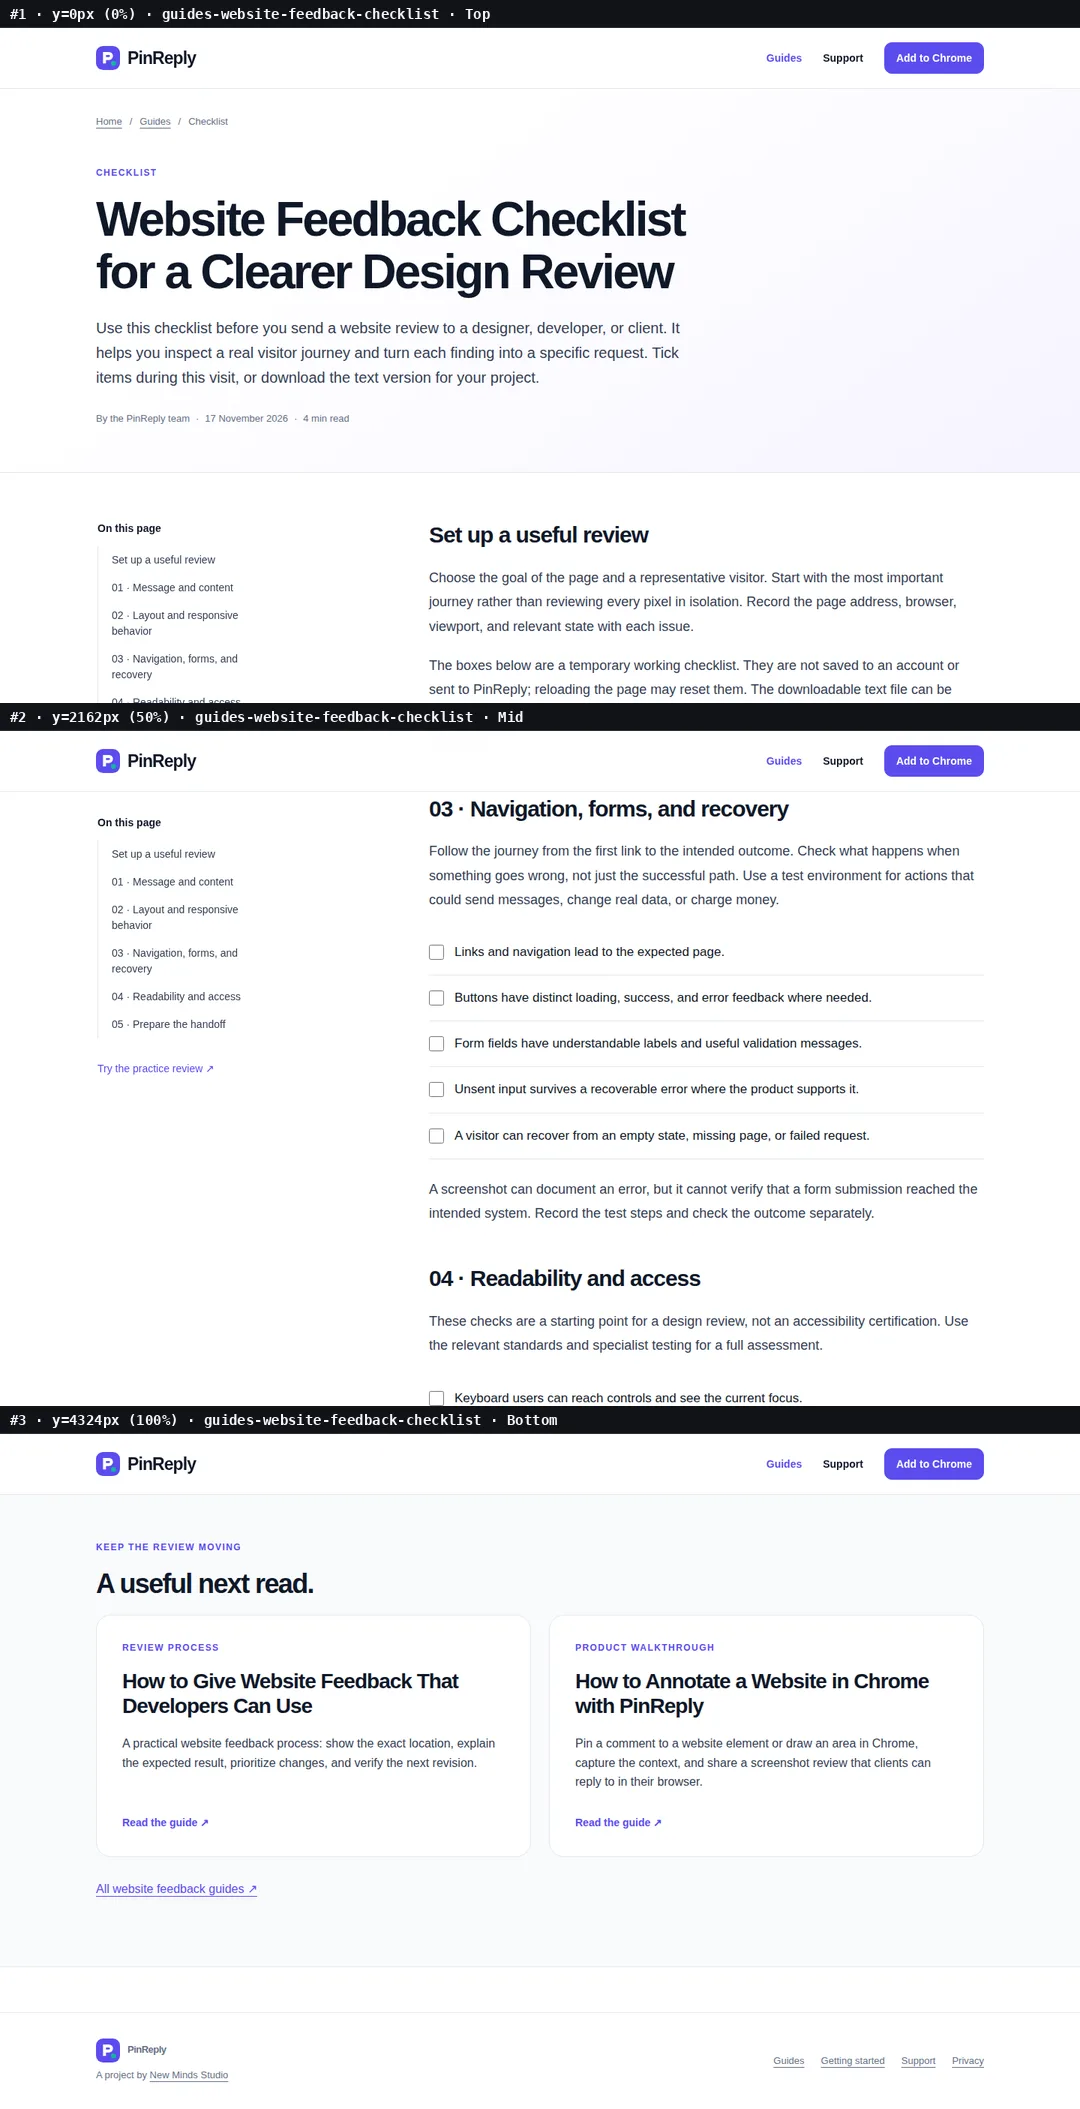 #1 · y=0px (0%) · guides-website-feedback-checklist · Top
PinReply
Guides
Support
Add to Chrome
Home / Guides / Checklist
CHECKLIST
Website Feedback Checklist
for a Clearer Design Review
Use this checklist before you send a website review to a designer, developer, or client. It
helps you inspect a real visitor journey and turn each finding into a specific request. Tick
items during this visit, or download the text version for your project.
By the PinReply team · 17 November 2026 · 4 min read
On this page
Set up a useful review
01 · Message and content
02 · Layout and responsive
behavior
03 · Navigation, forms, and
recovery
04 · Readability and access
Set up a useful review
Choose the goal of the page and a representative visitor. Start with the most important
journey rather than reviewing every pixel in isolation. Record the page address, browser,
viewport, and relevant state with each issue.
The boxes below are a temporary working checklist. They are not saved to an account or
sent to PinReply; reloading the page may reset them. The downloadable text file can be
#2 · y=2162px (50%) · guides-website-feedback-checklist · Mid
PinReply
Guides
Support
Add to Chrome
On this page
Set up a useful review
01 · Message and content
02 · Layout and responsive
behavior
03 · Navigation, forms, and
recovery
04 · Readability and access
05 · Prepare the handoff
Try the practice review ↗
03 · Navigation, forms, and recovery
Follow the journey from the first link to the intended outcome. Check what happens when
something goes wrong, not just the successful path. Use a test environment for actions that
could send messages, change real data, or charge money.
Links and navigation lead to the expected page.
Buttons have distinct loading, success, and error feedback where needed.
Form fields have understandable labels and useful validation messages.
Unsent input survives a recoverable error where the product supports it.
A visitor can recover from an empty state, missing page, or failed request.
A screenshot can document an error, but it cannot verify that a form submission reached the
intended system. Record the test steps and check the outcome separately.
04 · Readability and access
These checks are a starting point for a design review, not an accessibility certification. Use
the relevant standards and specialist testing for a full assessment.
Keyboard users can reach controls and see the current focus.
#3 · y=4324px (100%) · guides-website-feedback-checklist · Bottom
PinReply
Guides
Support
Add to Chrome
KEEP THE REVIEW MOVING
A useful next read.
REVIEW PROCESS
How to Give Website Feedback That
Developers Can Use
A practical website feedback process: show the exact location, explain
the expected result, prioritize changes, and verify the next revision.
Read the guide ↗
PRODUCT WALKTHROUGH
How to Annotate a Website in Chrome
with PinReply
Pin a comment to a website element or draw an area in Chrome,
capture the context, and share a screenshot review that clients can
reply to in their browser.
Read the guide ↗
All website feedback guides ↗
PinReply
A project by New Minds Studio
Guides
Getting started
Support
Privacy